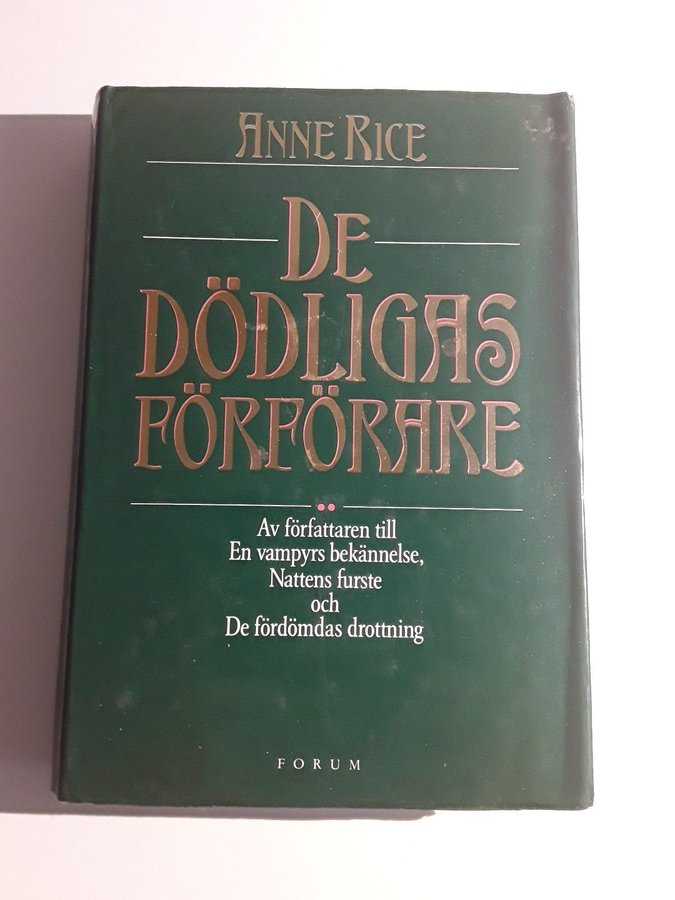 ANNE RICE
DE
DÖDLIGAS
FÖRFÖRARE
Av författaren till
En vampyrs bekännelse,
Nattens furste
och
De fördömdas drottning
FORUM